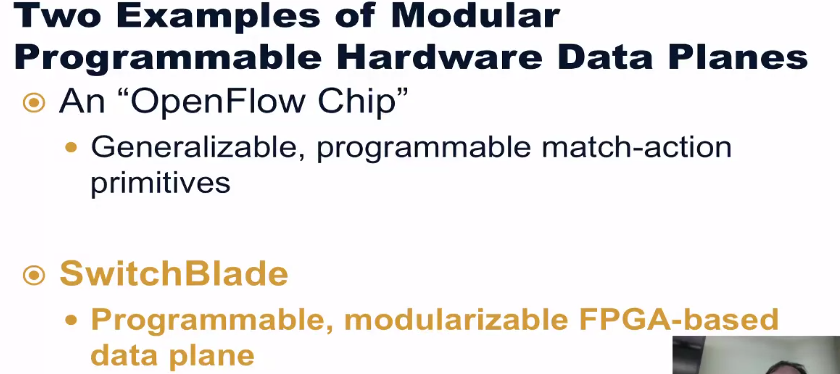 Two Examples of Modular
Programmable Hardware Data Planes
An “OpenFlow Chip”
Generalizable, programmable match-action
primitives
SwitchBlade
Programmable, modularizable FPGA-based
data plane